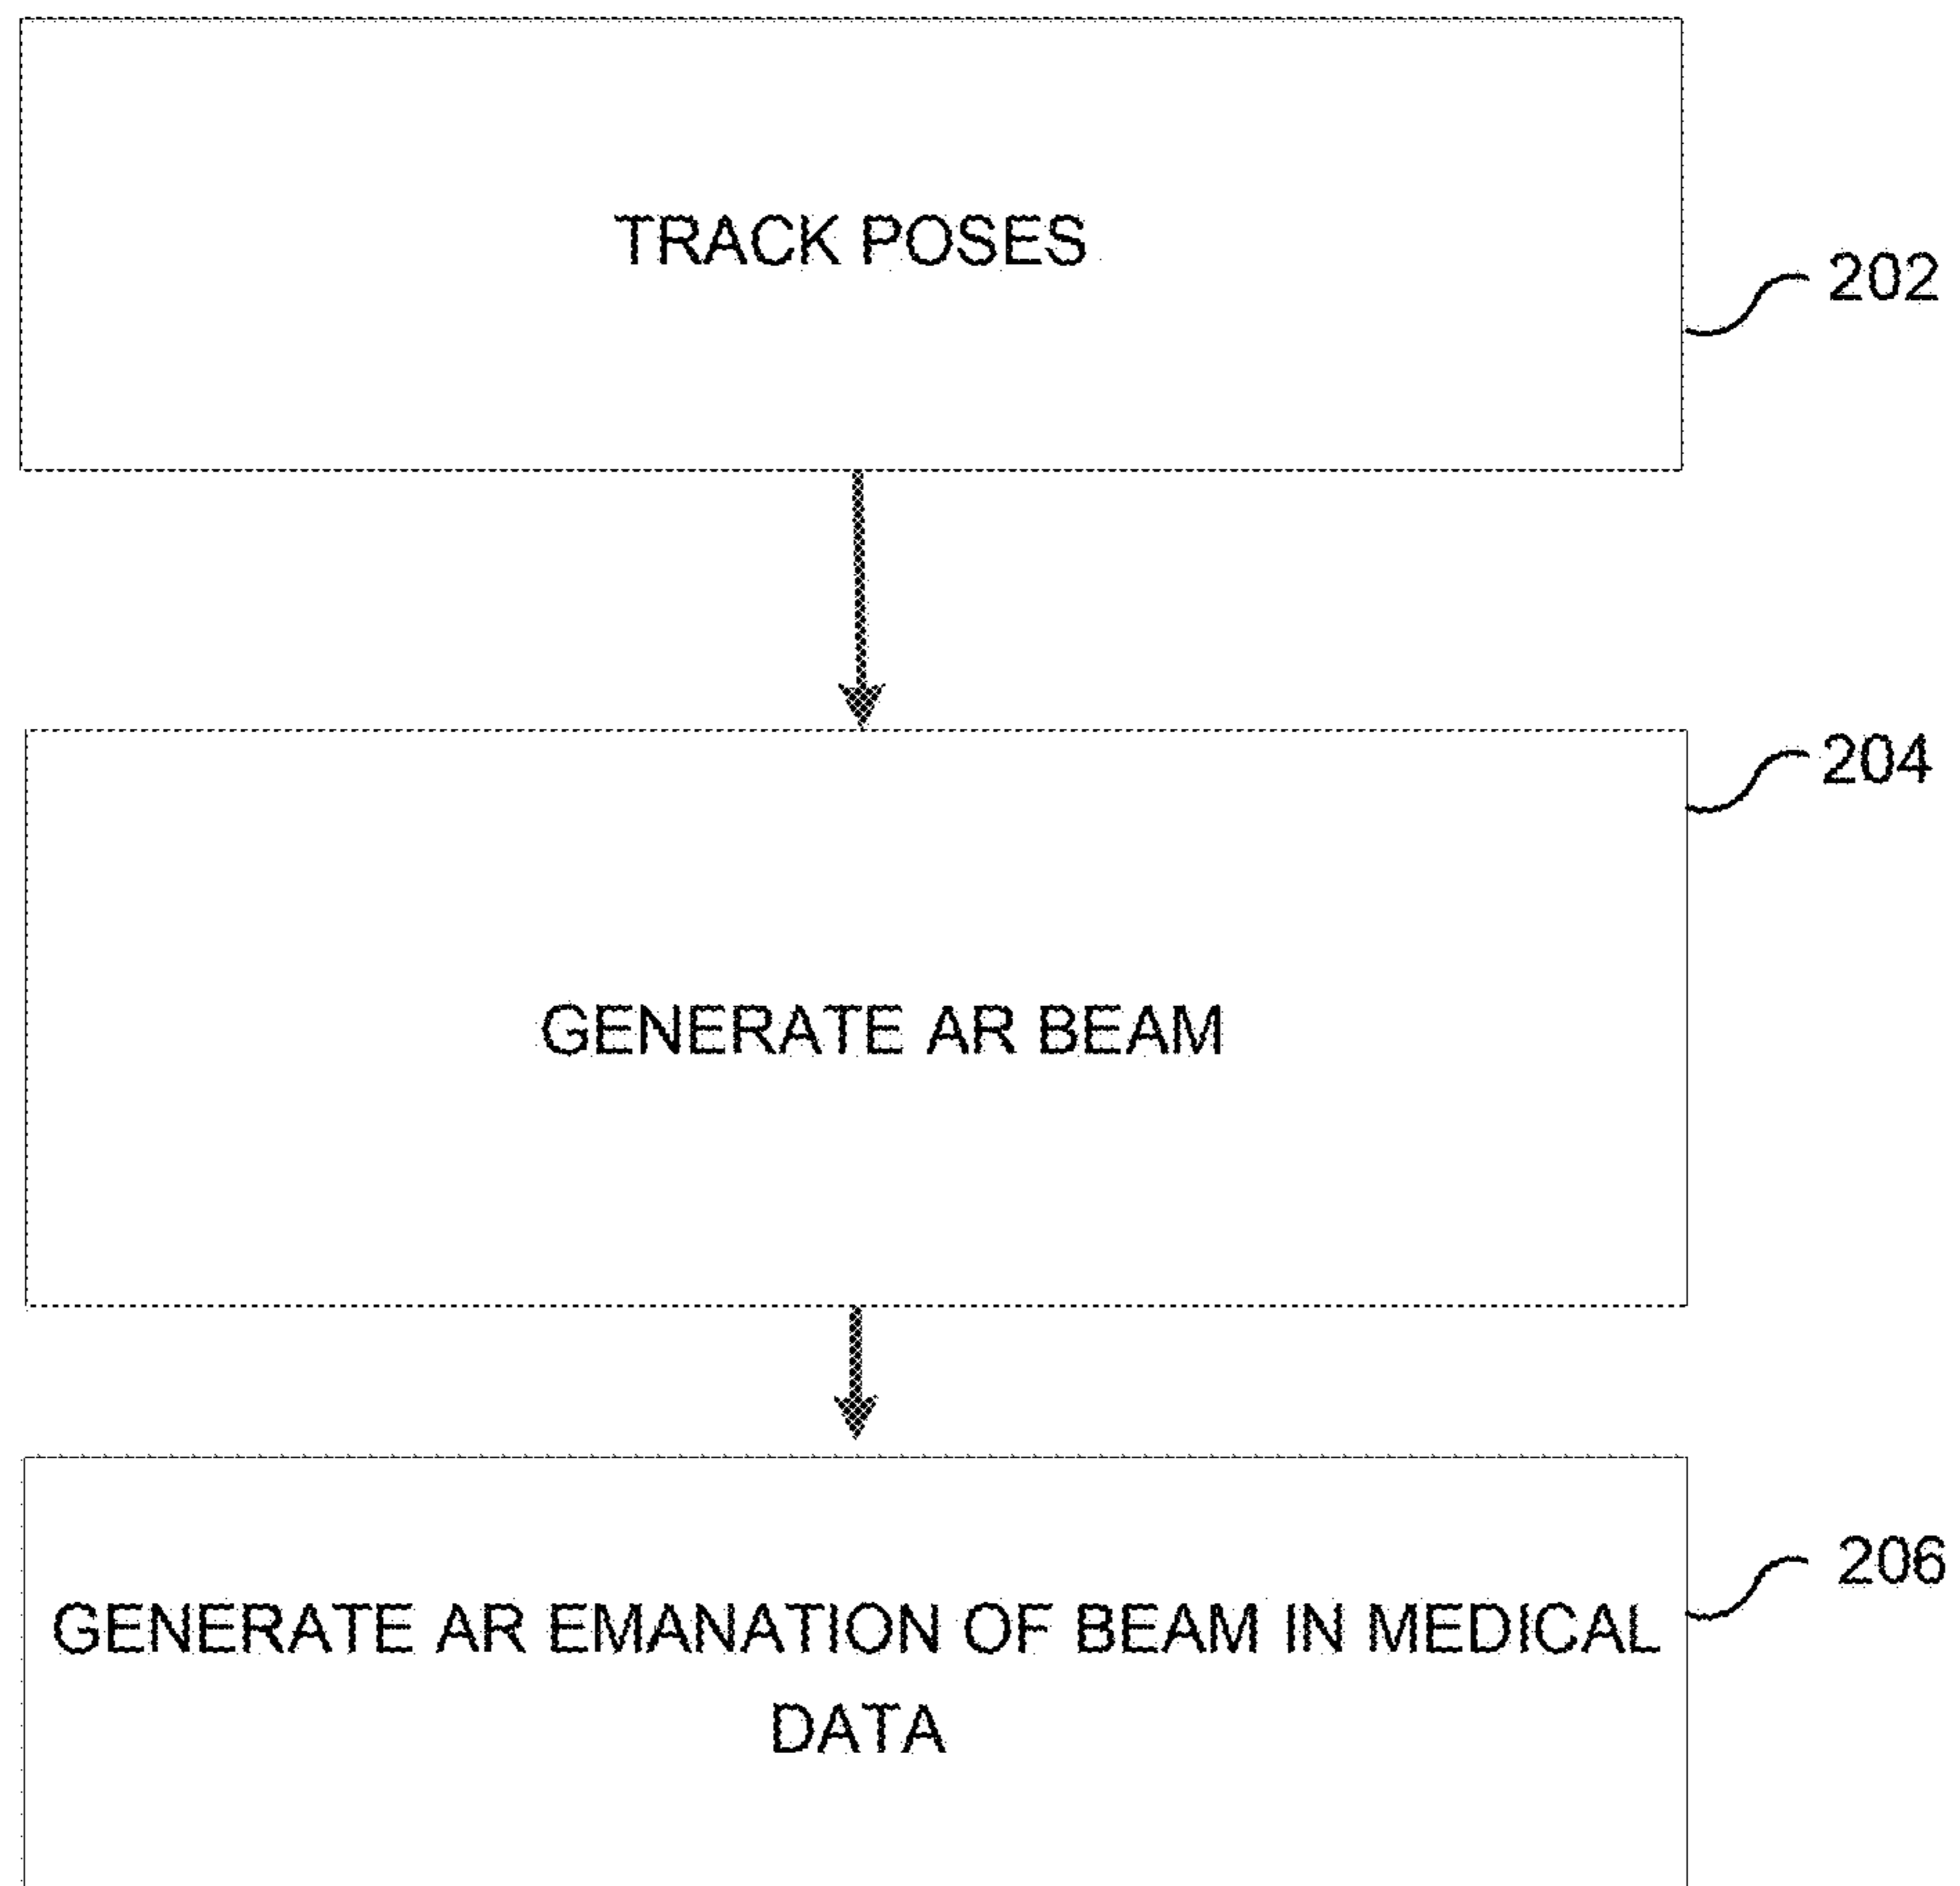 TRACK POSES
202
204
GENERATE AR BEAM
206
GENERATE AR EMANATION OF BEAM IN MEDICAL
DATA